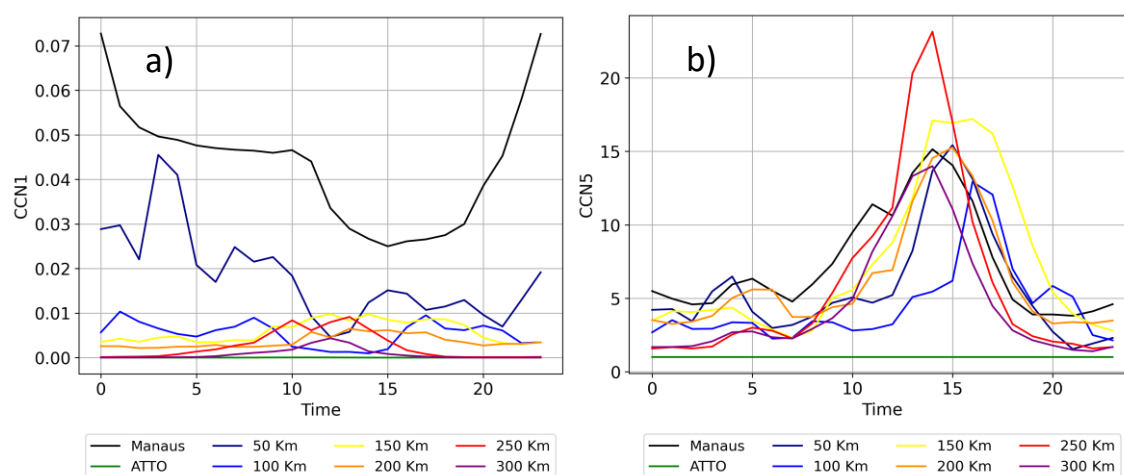 a)
CCN1
0.07
0.06
0.05
0.04
0.03
0.02
0.01
0.00
0 5 10 15 20
Time
Manaus 50 Km 150 Km 250 Km
ATTO 100 Km 200 Km 300 Km
b)
CCN5
20
15
10
5
0
0 5 10 15 20
Time
Manaus 50 Km 150 Km 250 Km
ATTO 100 Km 200 Km 300 Km